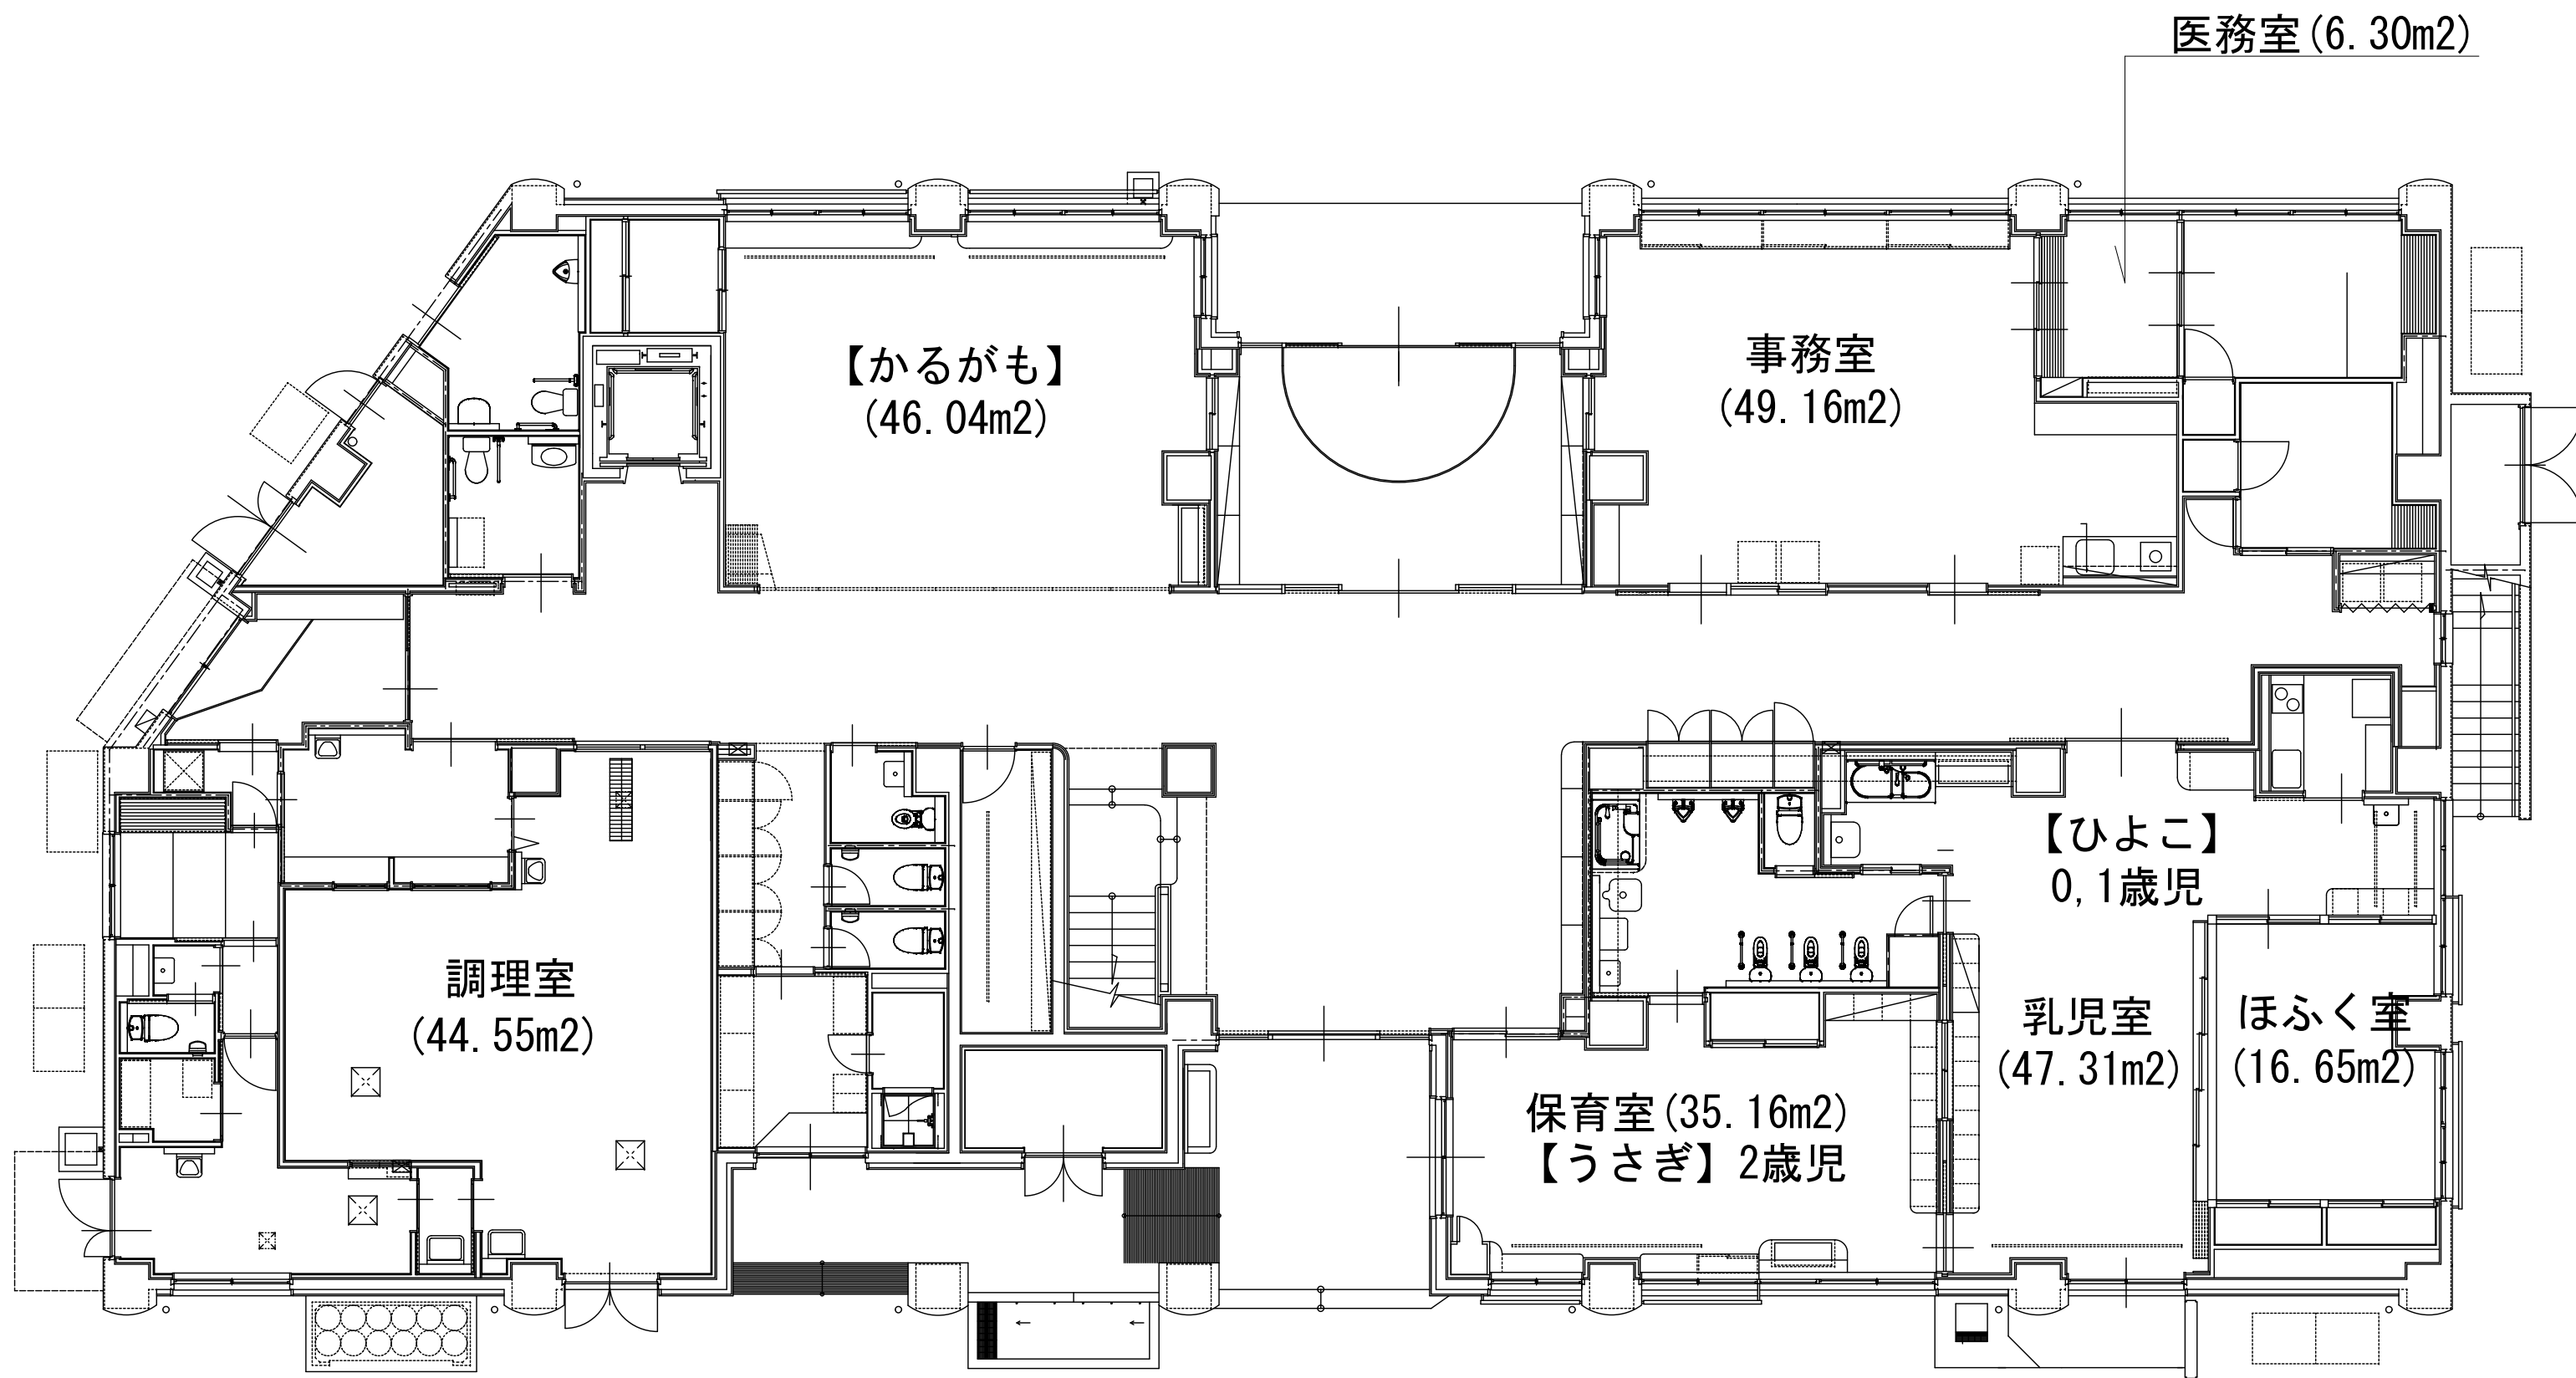 医務室(6.30m2)
【かるがも】
(46.04m2)
事務室
(49.16m2)
【ひよこ】
0,1歳児
調理室
(44.55m2)
乳児室
(47.31m2)
ほふく室
(16.65m2)
保育室(35.16m2)
【うさぎ】2歳児